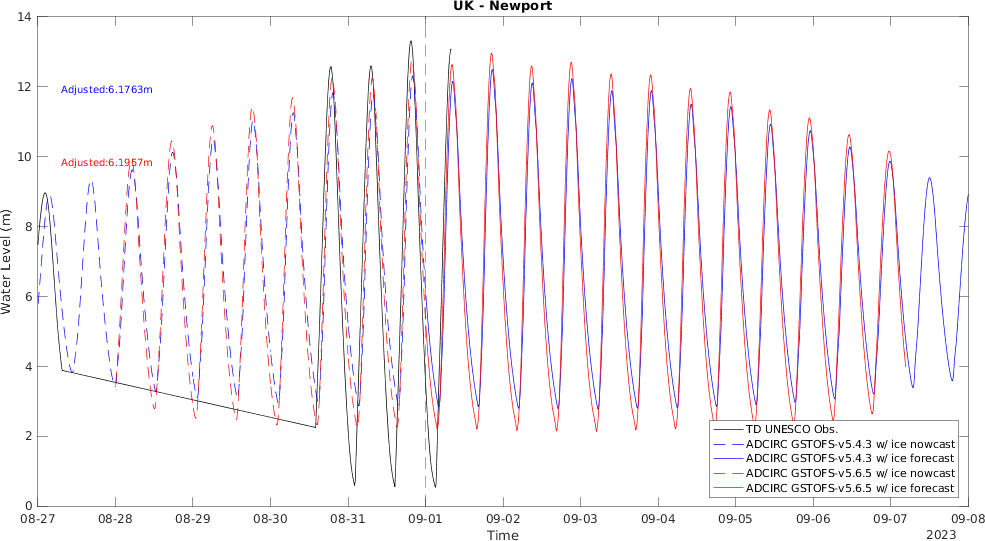 UK - Newport
14
12
10
8
6
4
2
0
Water Level (m)
Adjusted:6.1763m
Adjusted:6.1957m
TD UNESCO Obs.
ADCIRC GSTOFS-v5.4.3 w/ ice nowcast
ADCIRC GSTOFS-v5.4.3 w/ ice forecast
ADCIRC GSTOFS-v5.6.5 w/ ice nowcast
ADCIRC GSTOFS-v5.6.5 w/ ice forecast
08-27 08-28 08-29 08-30 08-31 09-01 09-02 09-03 09-04 09-05 09-06 09-07 09-08
Time
2023